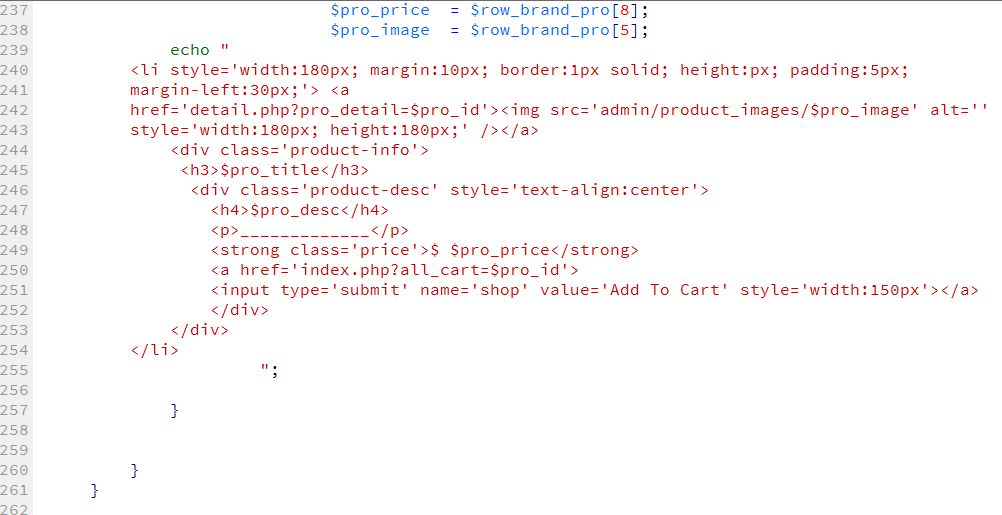 237 $pro_price = $row_brand_pro[8];
238 $pro_image = $row_brand_pro[5];
239 echo "
240 <li style='width:180px; margin:10px; border:1px solid; height:px; padding:5px;
241 margin-left:30px;'> <a
242 href='detail.php?pro_detail=$pro_id'><img src='admin/product_images/$pro_image' alt=''
243 style='width:180px; height:180px;' /></a>
244 <div class='product-info'>
245 <h3>$pro_title</h3>
246 <div class='product-desc' style='text-align:center'>
247 <h4>$pro_desc</h4>
248 <p>_____________</p>
249 <strong class='price'>$ $pro_price</strong>
250 <a href='index.php?all_cart=$pro_id'>
251 <input type='submit' name='shop' value='Add To Cart' style='width:150px'></a>
252 </div>
253 </div>
254 </li>
255 ";
256
257 }
258
259
260 }
261 }
262